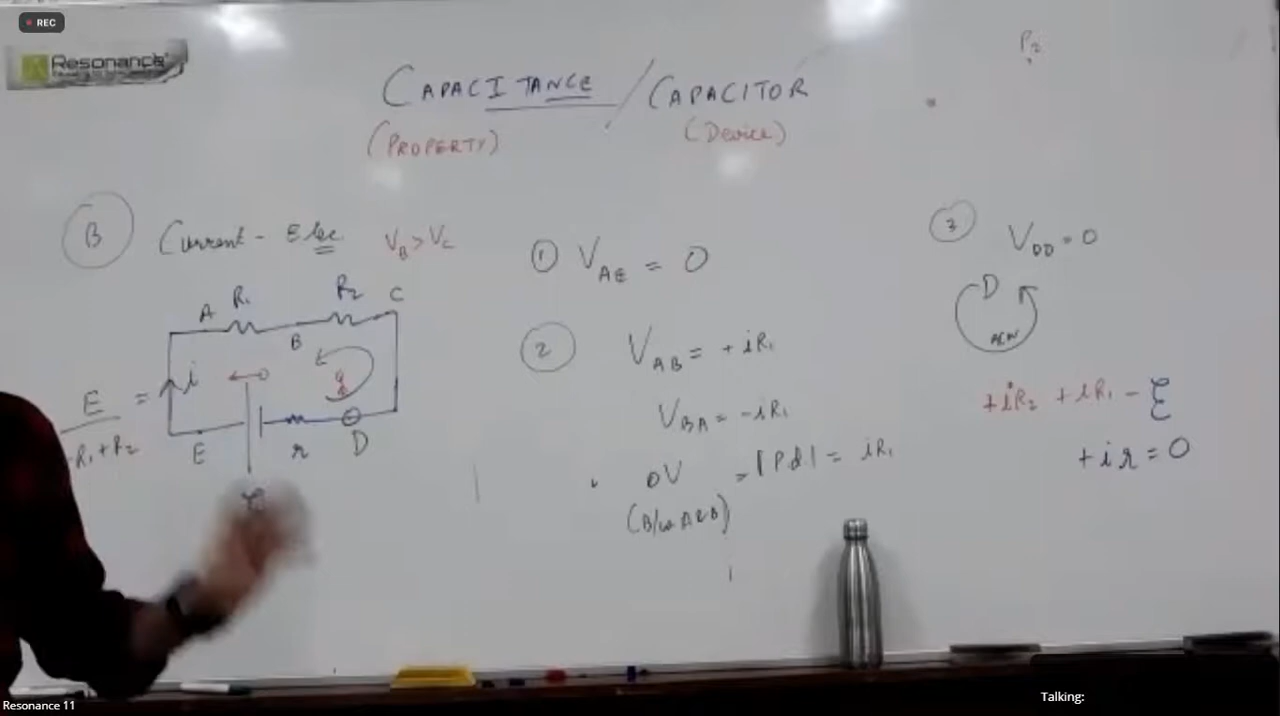 REC
Resonance
CAPACITANCE / CAPACITOR
(PROPERTY) (Device)
P2
B Current - Elec. VB > VC
A R1 R2 C
B
i
E
R1+R2
=
q
E r D
① VAE = 0
② VAB = +iR1
VBA = -iR1
ΔV = |Pd| = iR1
(B/w A & B)
③ VDD = 0
D
ACW
+iR2 +iR1 - ℰ
+ir = 0
Resonance 11
Talking: